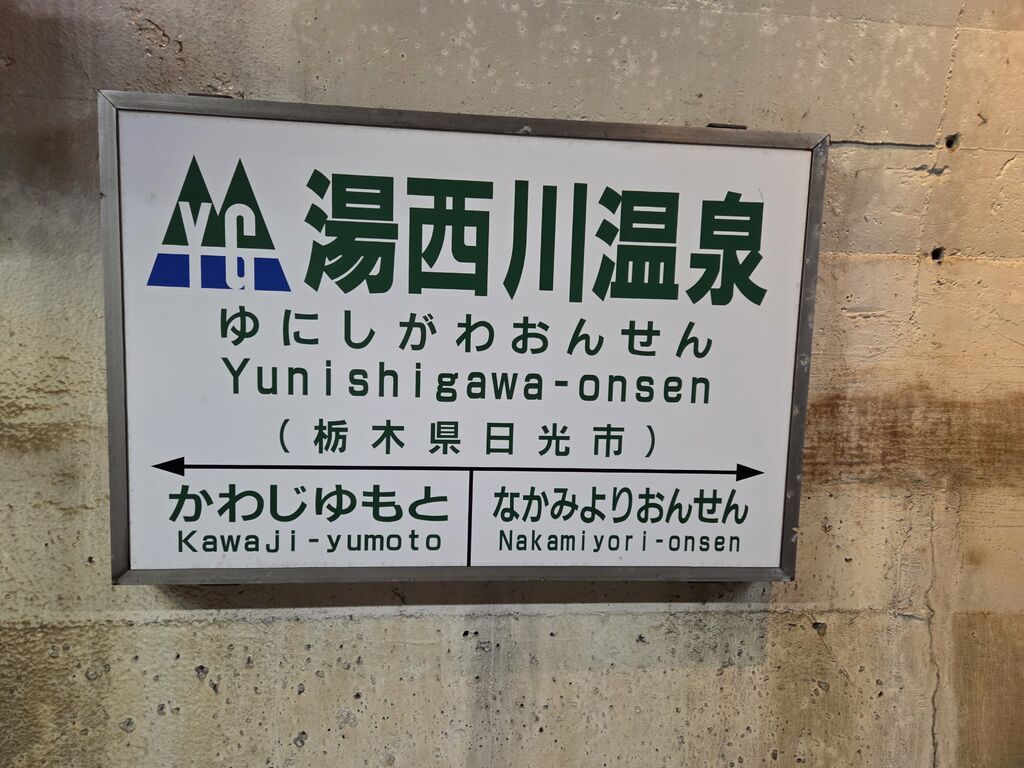 YG
湯西川温泉
ゆにしがわおんせん
Yunishigawa-onsen
(栃木県日光市)
かわじゆもと
Kawaji-yumoto
なかみよりおんせん
Nakamiyori-onsen